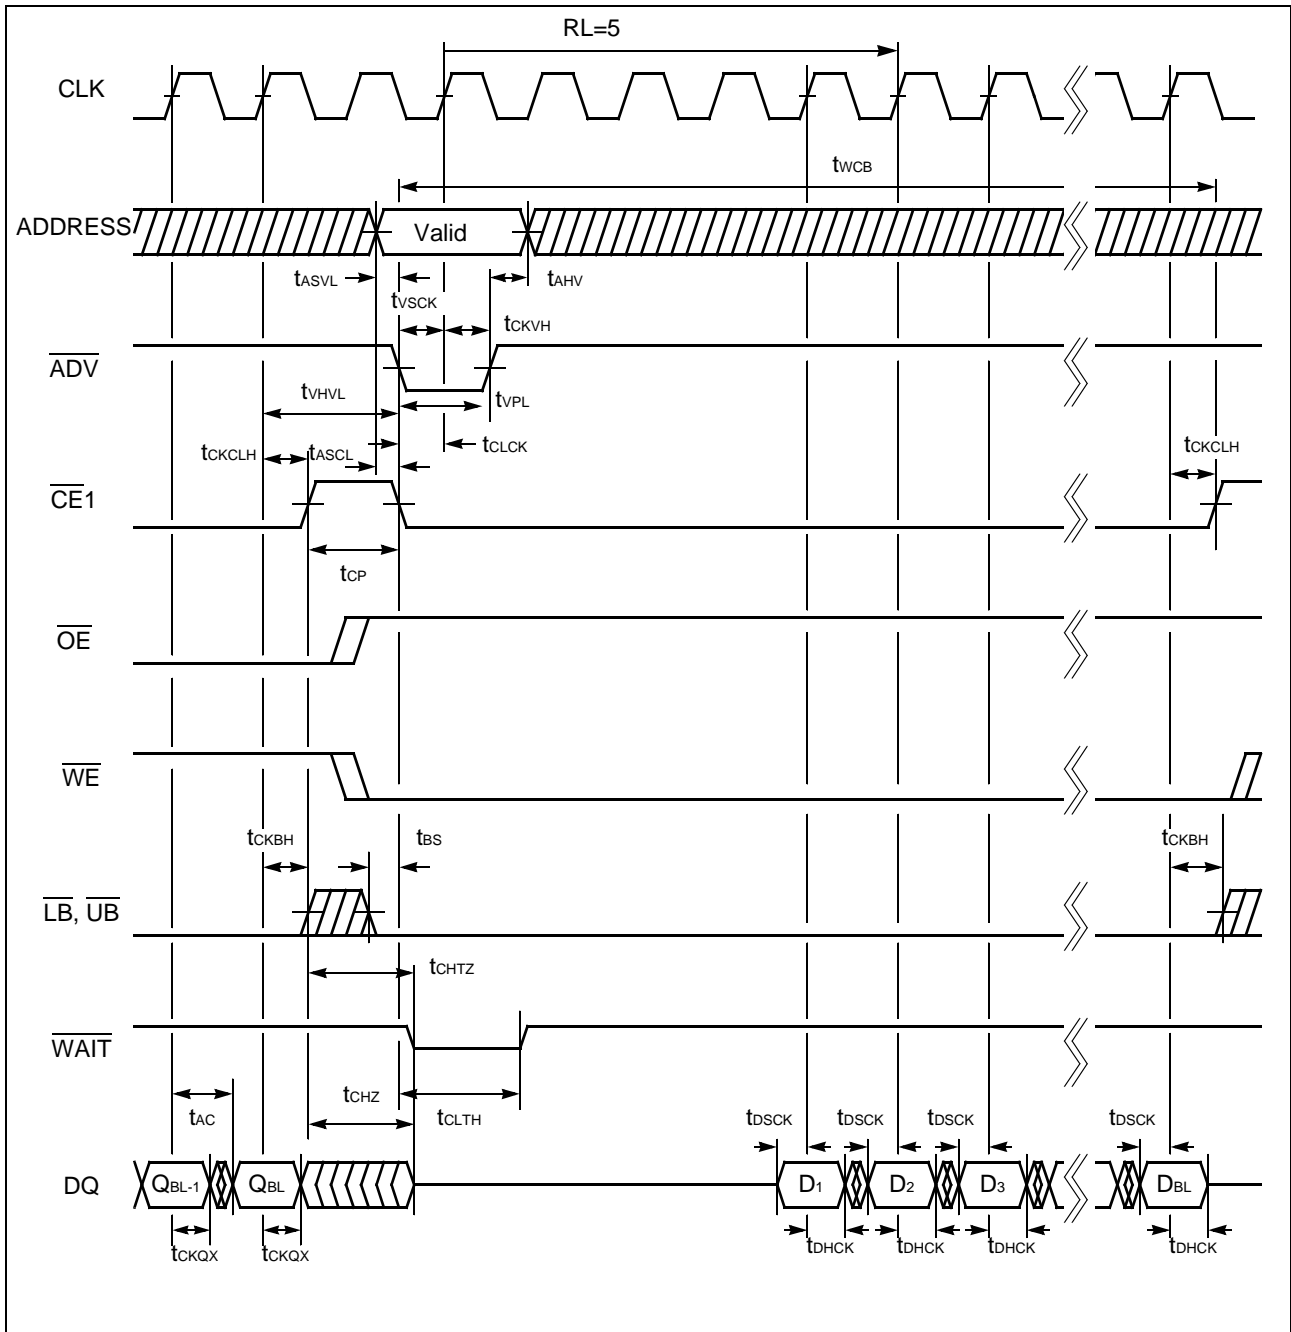 RL=5
CLK
tWCB
ADDRESS
Valid
tASVL
tAHV
tVSCK
tCKVH
ADV
tVHVL
tVPL
tCKCLH
tASCL
tCLCK
tCKCLH
CE1
tCP
OE
WE
tCKBH
tBS
tCKBH
LB, UB
tCHTZ
WAIT
tCHZ
tAC
tCLTH
tDSCK
tDSCK
tDSCK
tDSCK
DQ
QBL-1
QBL
D1
D2
D3
DBL
tCKQX
tCKQX
tDHCK
tDHCK
tDHCK
tDHCK